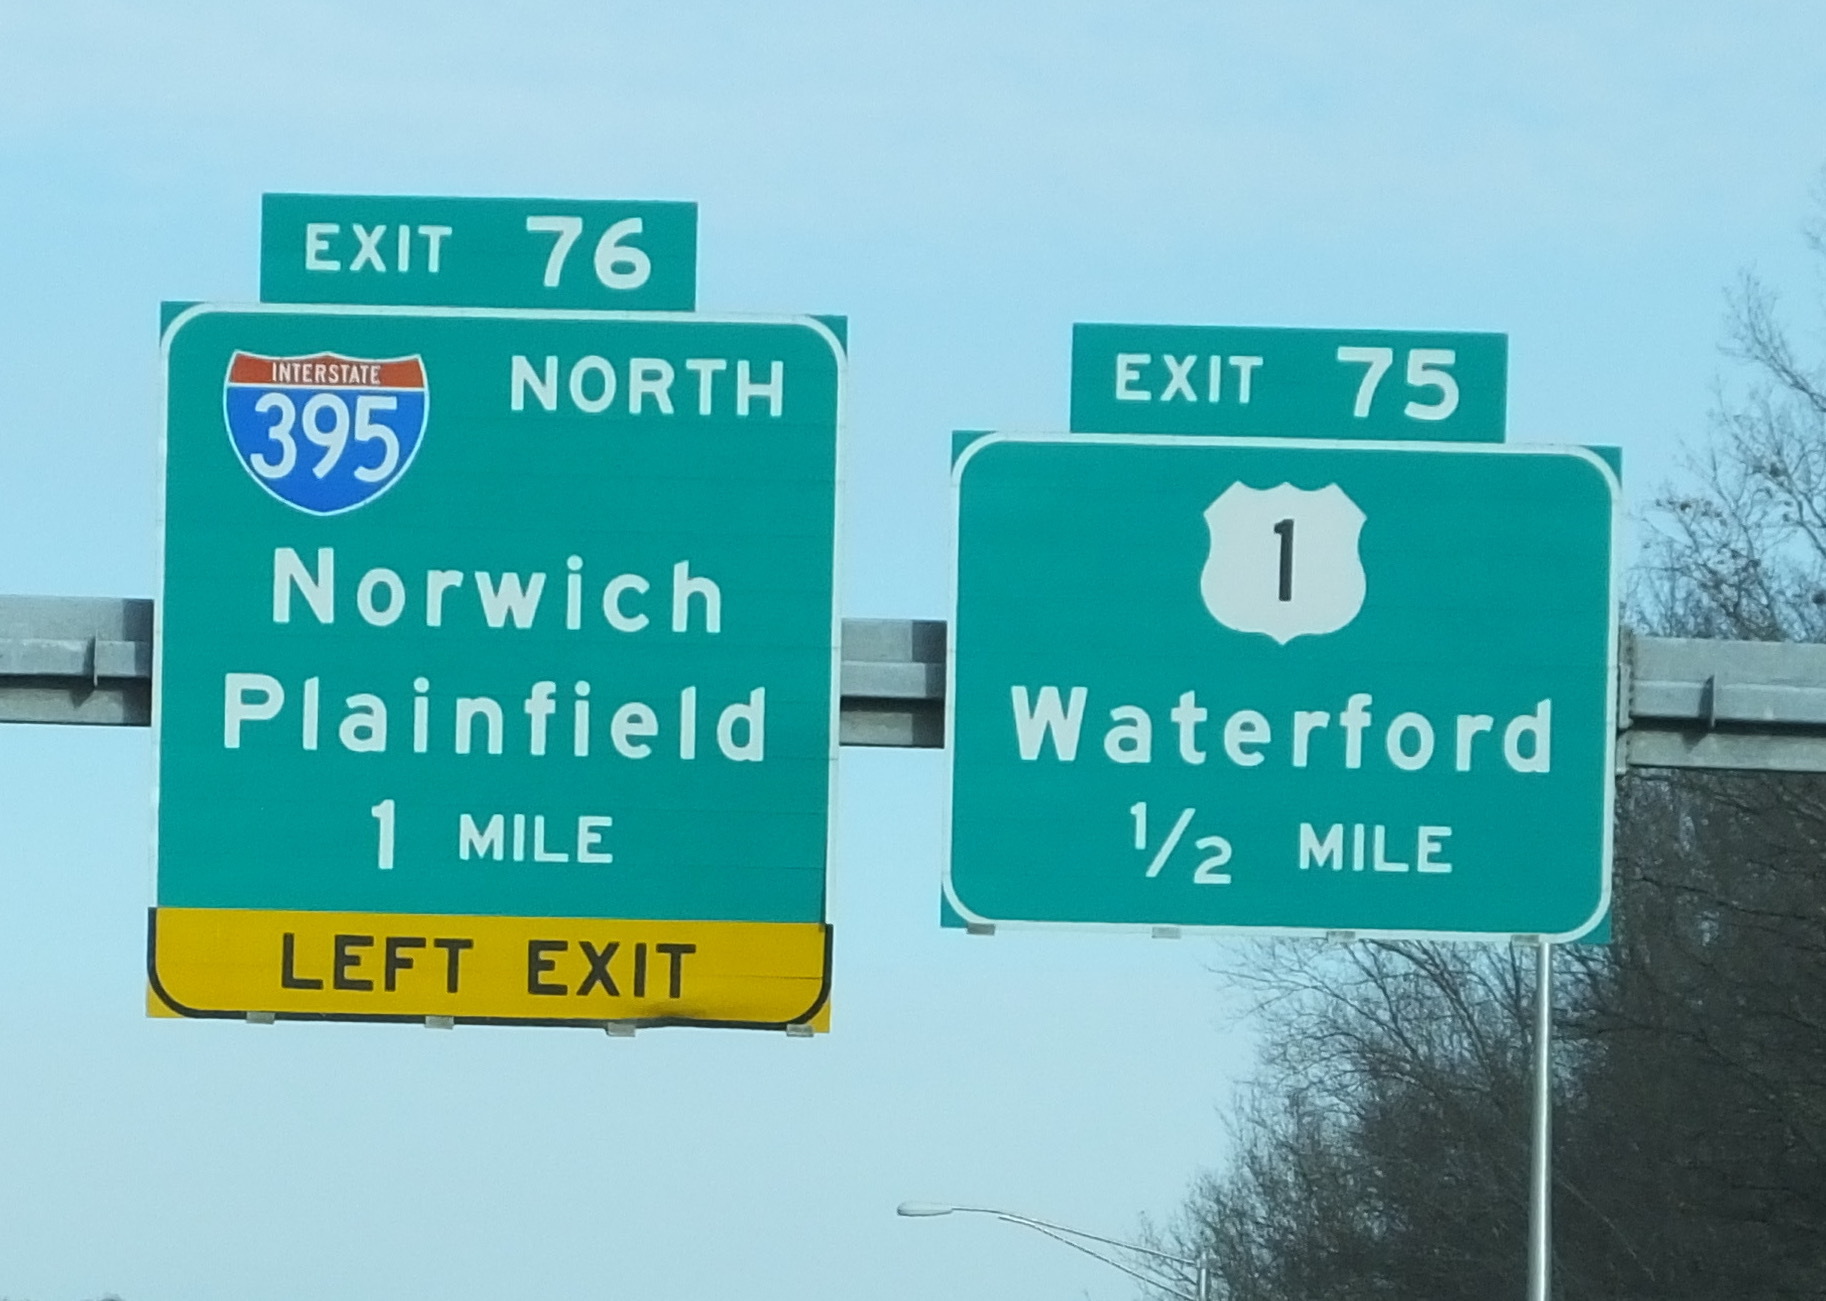 EXIT 76
INTERSTATE
395
NORTH
Norwich
Plainfield
1 MILE
LEFT EXIT
EXIT 75
1
Waterford
1/2 MILE